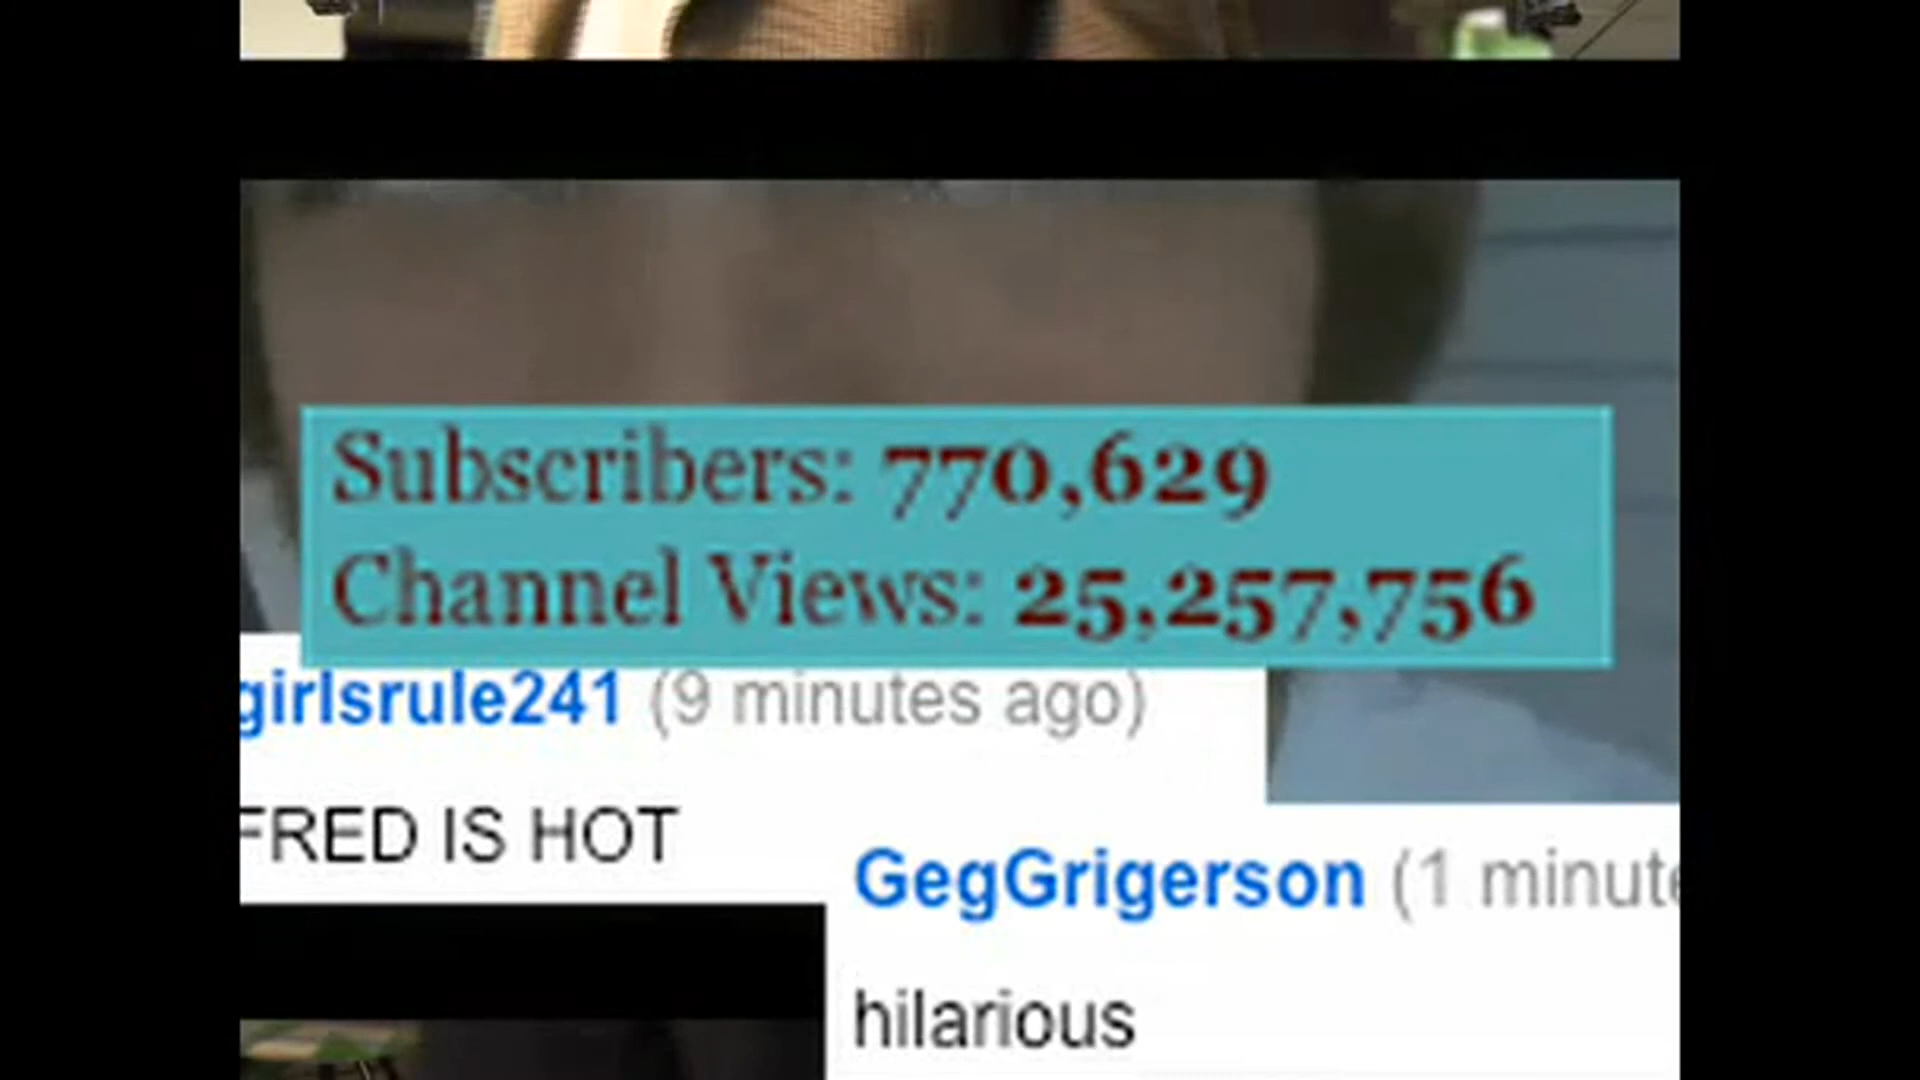 Subscribers: 770,629
Channel Views: 25,257,756
girlsrule241 (9 minutes ago)
FRED IS HOT
GegGrigerson (1 minute
hilarious